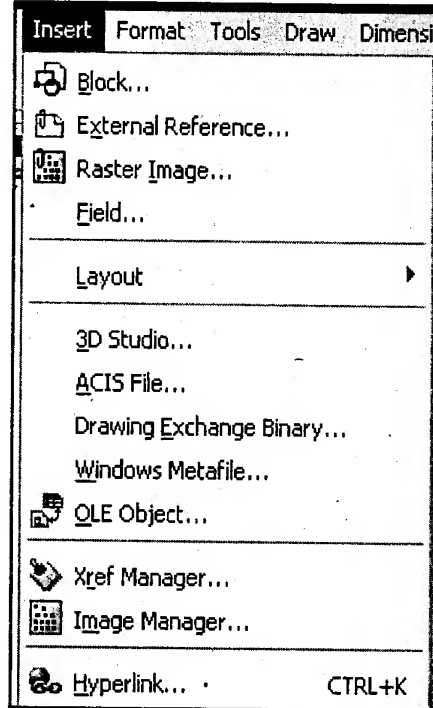 Insert Format Tools Draw Dimensi
Block...
External Reference...
Raster Image...
Field...
Layout
3D Studio...
ACIS File...
Drawing Exchange Binary...
Windows Metafile...
OLE Object...
Xref Manager...
Image Manager...
Hyperlink... CTRL+K